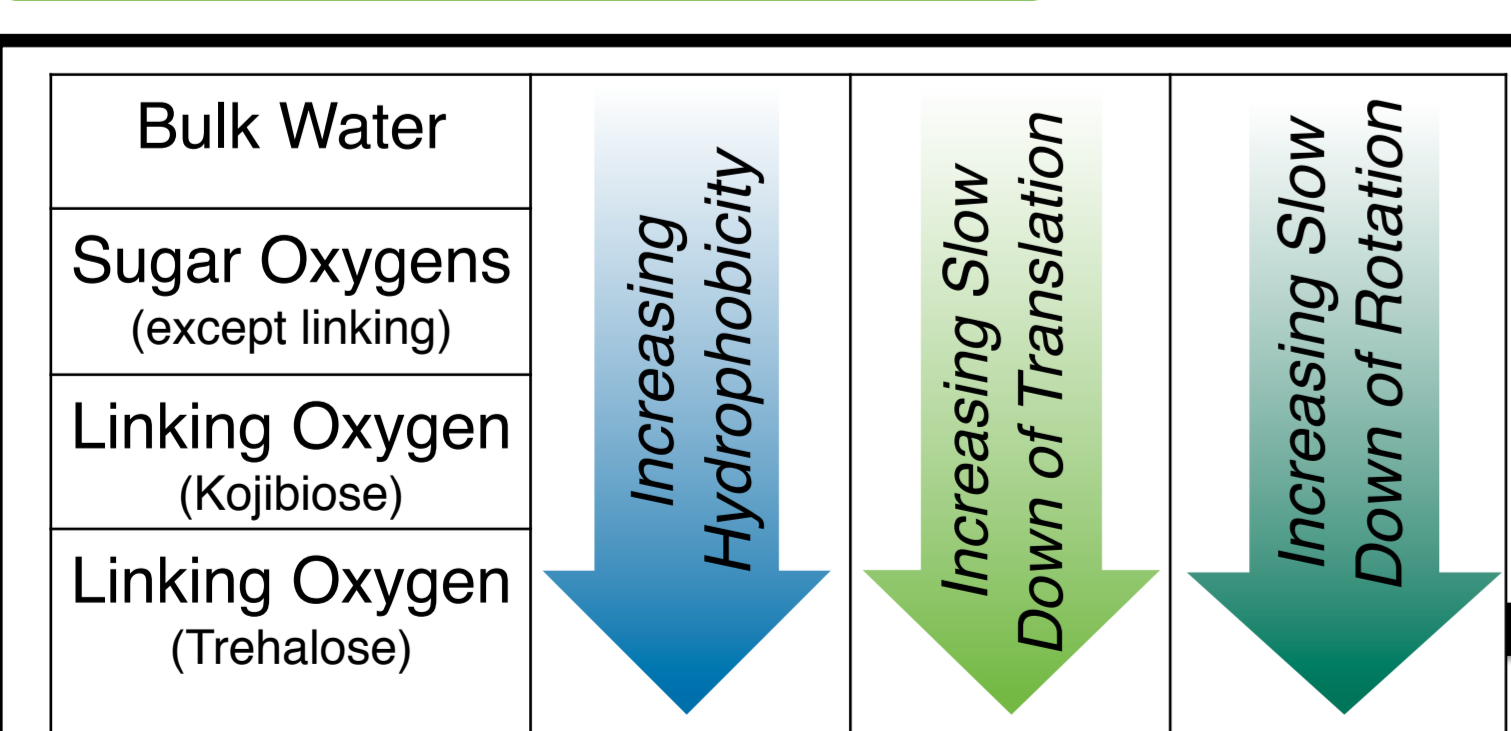 Bulk Water
Sugar Oxygens
(except linking)
Linking Oxygen
(Kojibiose)
Linking Oxygen
(Trehalose)
Increasing
Hydrophobicity
Increasing Slow
Down of Translation
Increasing Slow
Down of Rotation